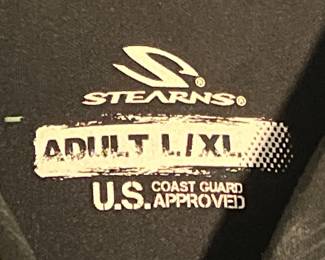 STEARNS®
ADULT L/XL
U.S. COAST GUARD APPROVED